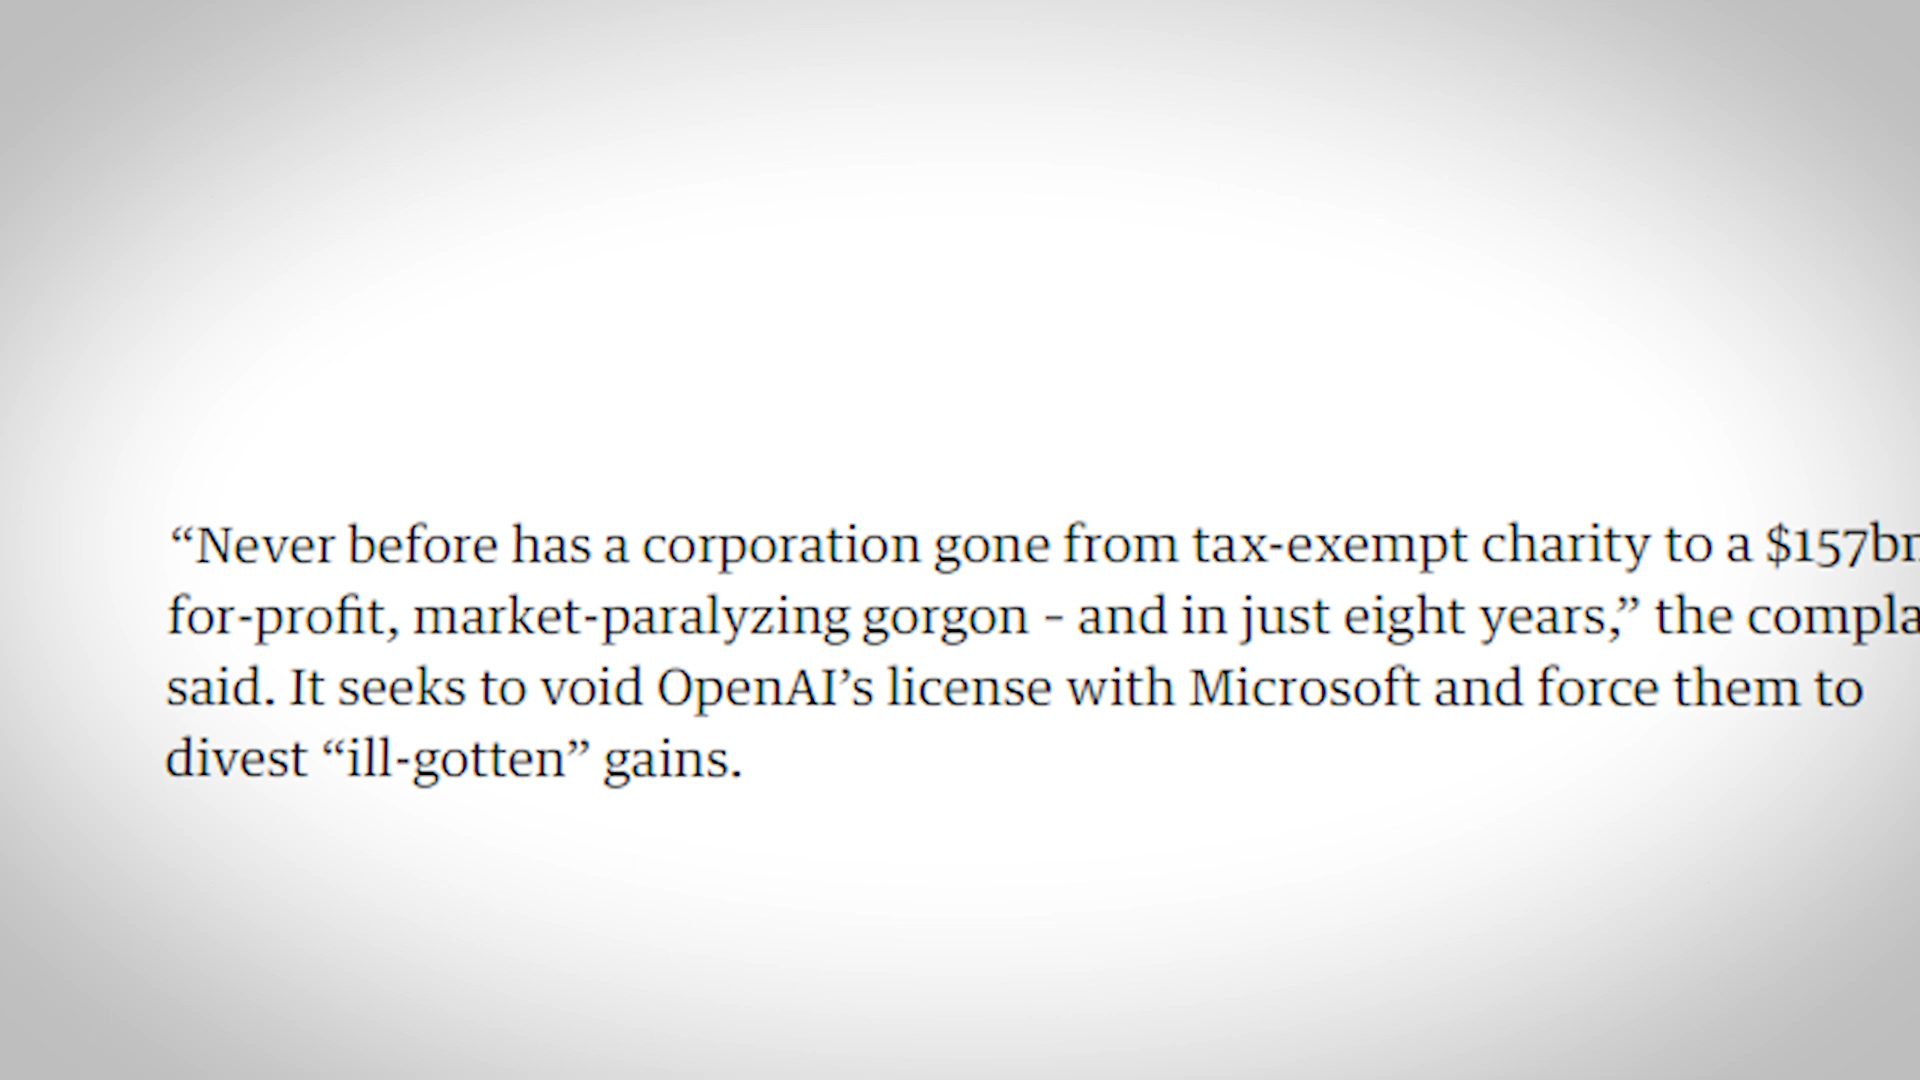 “Never before has a corporation gone from tax-exempt charity to a $157bn
for-profit, market-paralyzing gorgon – and in just eight years,” the compla
said. It seeks to void OpenAI’s license with Microsoft and force them to
divest “ill-gotten” gains.